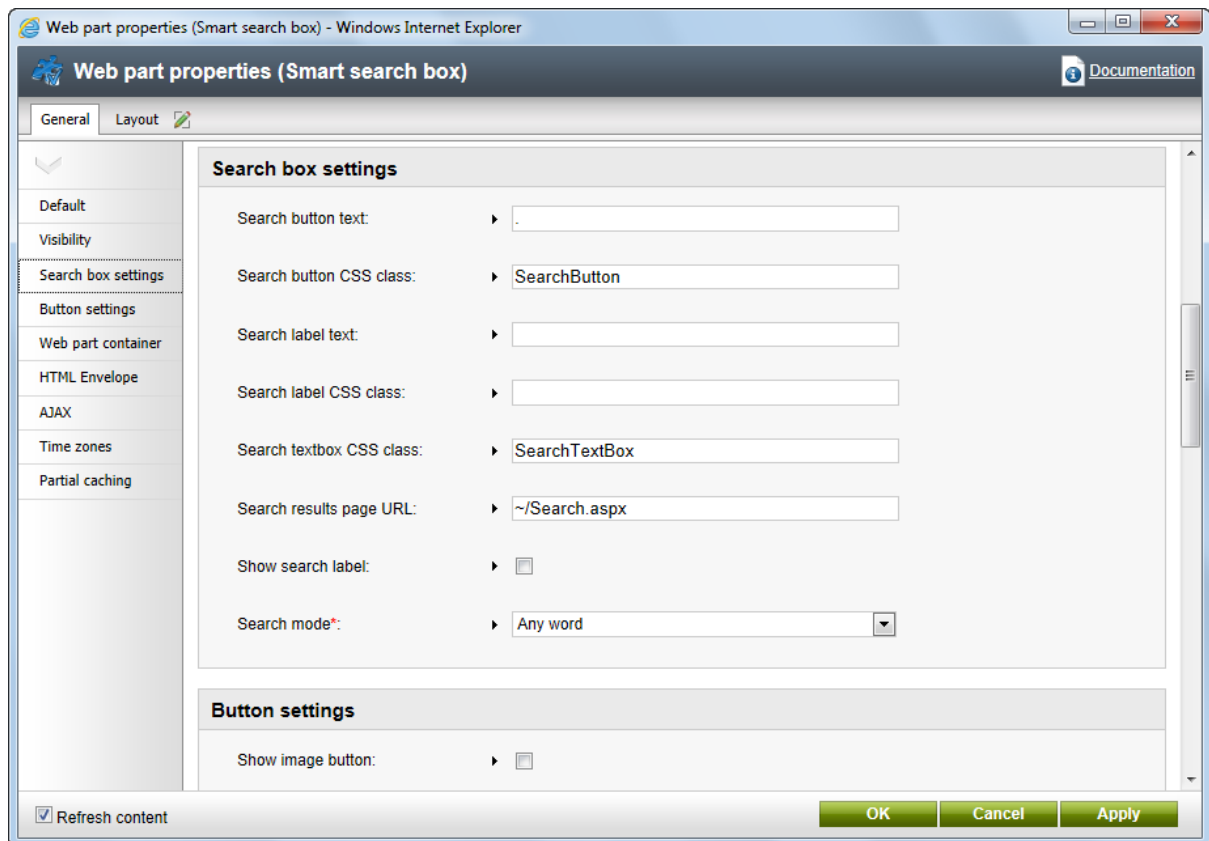 Web part properties (Smart search box) - Windows Internet Explorer
Web part properties (Smart search box)
Documentation
General Layout
Default
Visibility
Search box settings
Button settings
Web part container
HTML Envelope
AJAX
Time zones
Partial caching
Search box settings
Search button text: .
Search button CSS class: SearchButton
Search label text:
Search label CSS class:
Search textbox CSS class: SearchTextBox
Search results page URL: ~/Search.aspx
Show search label:
Search mode*: Any word
Button settings
Show image button:
Refresh content
OK Cancel Apply